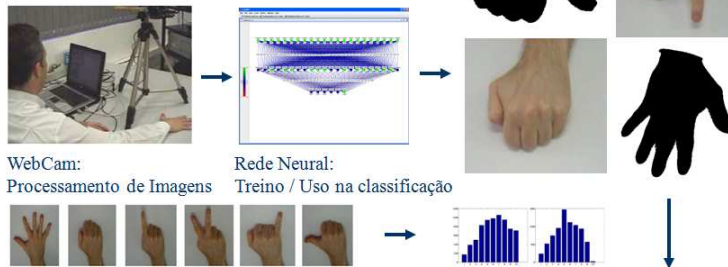 WebCam:
Processamento de Imagens
Rede Neural:
Treino / Uso na classificação